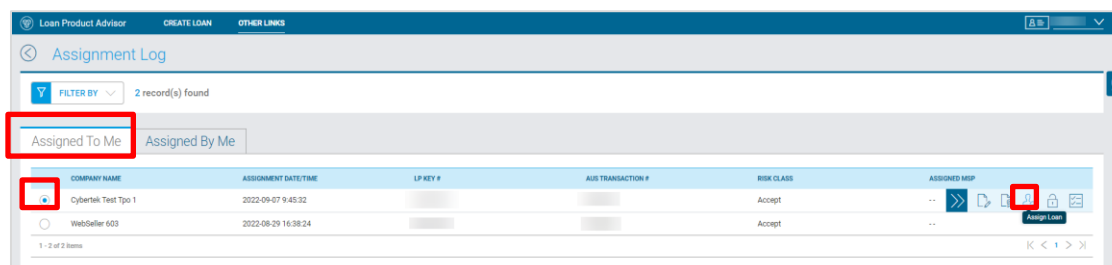 Loan Product Advisor CREATE LOAN OTHER LINKS
Assignment Log
FILTER BY 2 record(s) found
Assigned To Me Assigned By Me
COMPANY NAME ASSIGNMENT DATE/TIME LP KEY # AUS TRANSACTION # RISK CLASS ASSIGNED MSP
Cybertek Test Tpo 1 2022-09-07 9:45:32 Accept --
Assign Loan
WebSeller 603 2022-08-29 16:38:24 Accept --
1 - 2 of 2 items 1